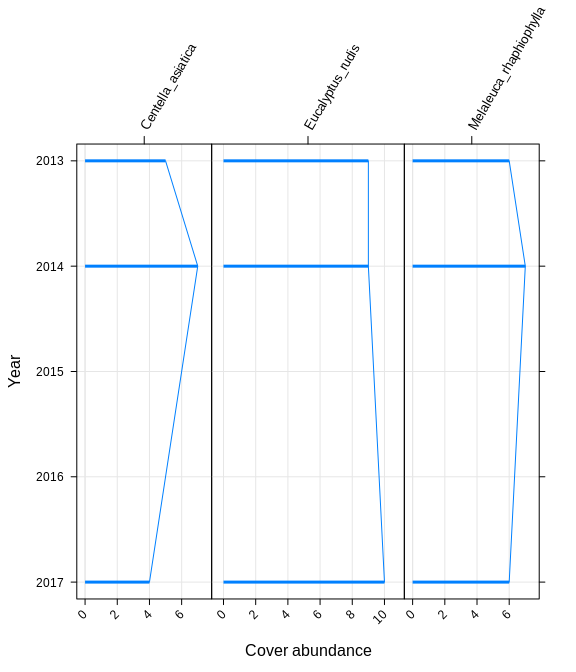 Centella_asiatica
Eucalyptus_rudis
Melaleuca_rhaphiophylla
2013
2014
2015
2016
2017
Year
0 2 4 6 0 2 4 6 8 10 0 2 4 6
Cover abundance